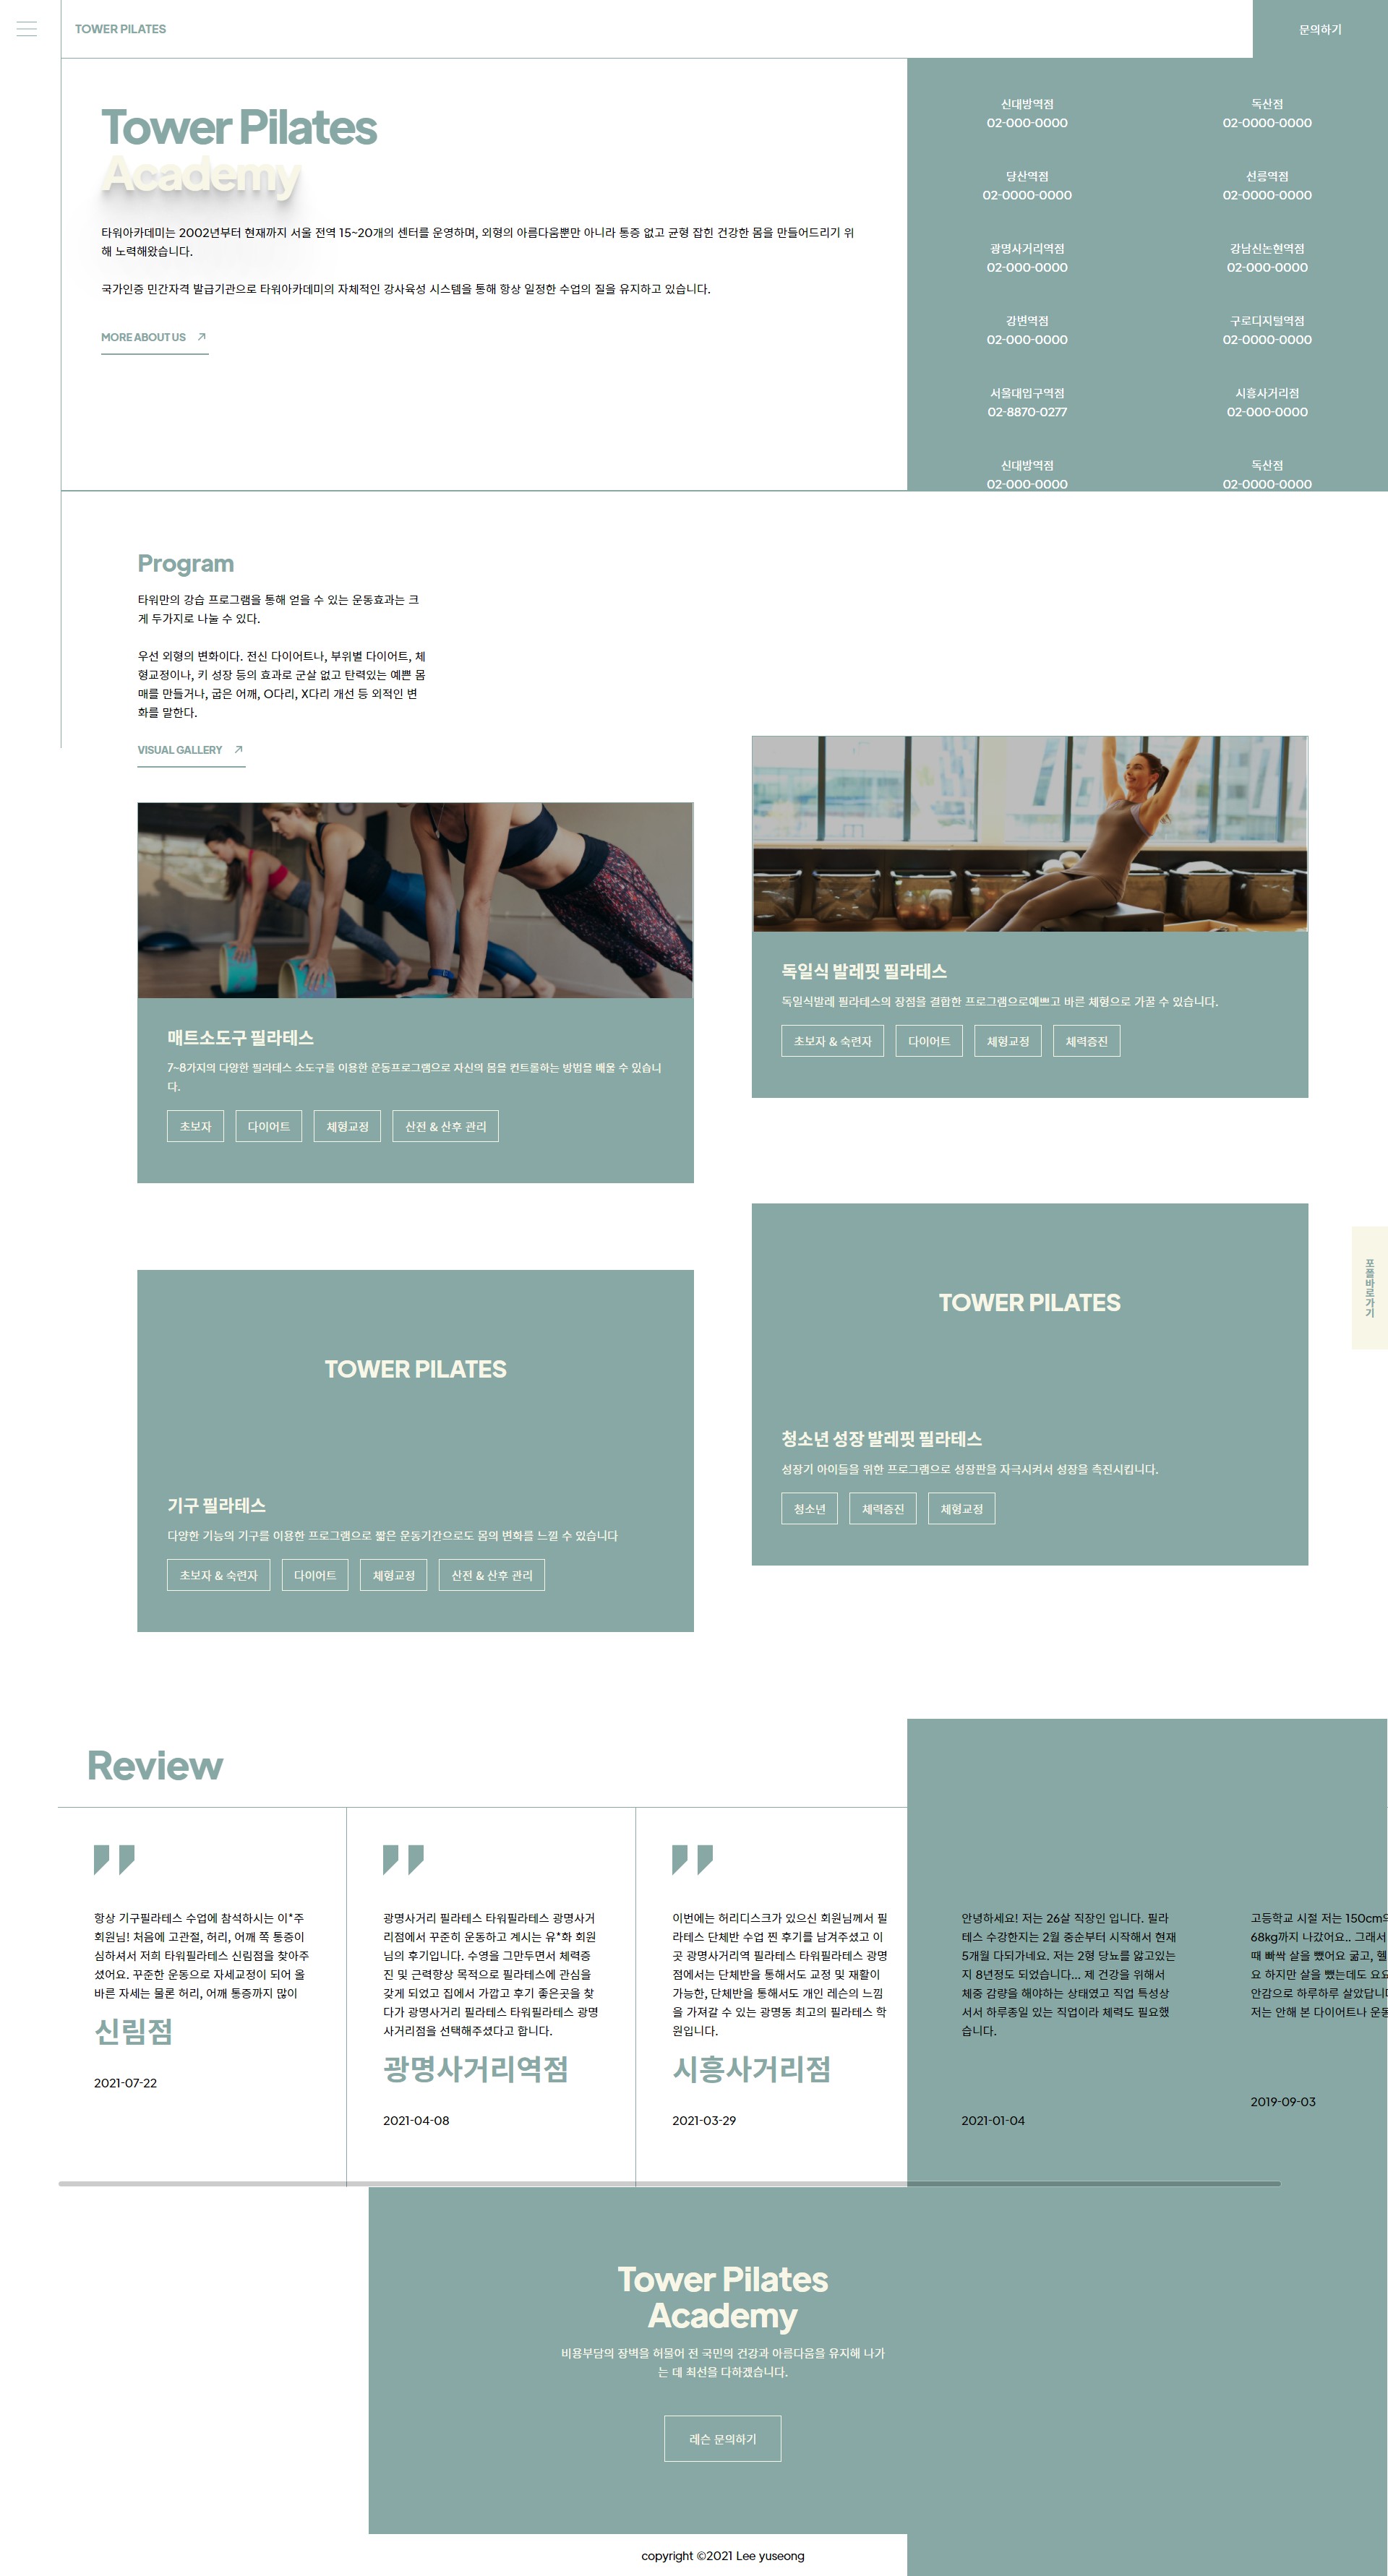 TOWER PILATES
문의하기
Tower Pilates
Academy
타워아카데미는 2002년부터 현재까지 서울 전역 15~20개의 센터를 운영하며, 외형의 아름다움뿐만 아니라 통증 없고 균형 잡힌 건강한 몸을 만들어드리기 위
해 노력해왔습니다.
국가인증 민간자격 발급기관으로 타워아카데미의 자체적인 강사육성 시스템을 통해 항상 일정한 수업의 질을 유지하고 있습니다.
MORE ABOUT US
신대방역점
02-000-0000
독산점
02-0000-0000
당산역점
02-0000-0000
선릉역점
02-0000-0000
광명사거리역점
02-000-0000
강남신논현역점
02-000-0000
강변역점
02-000-0000
구로디지털역점
02-0000-0000
서울대입구역점
02-8870-0277
시흥사거리점
02-000-0000
신대방역점
02-000-0000
독산점
02-0000-0000
Program
타워만의 강습 프로그램을 통해 얻을 수 있는 운동효과는 크
게 두가지로 나눌 수 있다.
우선 외형의 변화이다. 전신 다이어트나, 부위별 다이어트, 체
형교정이나, 키 성장 등의 효과로 군살 없고 탄력있는 예쁜 몸
매를 만들거나, 굽은 어깨, O다리, X다리 개선 등 외적인 변
화를 말한다.
VISUAL GALLERY
매트소도구 필라테스
7~8가지의 다양한 필라테스 소도구를 이용한 운동프로그램으로 자신의 몸을 컨트롤하는 방법을 배울 수 있습니
다.
초보자
다이어트
체형교정
산전 & 산후 관리
독일식 발레핏 필라테스
독일식발레 필라테스의 장점을 결합한 프로그램으로예쁘고 바른 체형으로 가꿀 수 있습니다.
초보자 & 숙련자
다이어트
체형교정
체력증진
TOWER PILATES
기구 필라테스
다양한 기능의 기구를 이용한 프로그램으로 짧은 운동기간으로도 몸의 변화를 느낄 수 있습니다
초보자 & 숙련자
다이어트
체형교정
산전 & 산후 관리
TOWER PILATES
청소년 성장 발레핏 필라테스
성장기 아이들을 위한 프로그램으로 성장판을 자극시켜서 성장을 촉진시킵니다.
청소년
체력증진
체형교정
포폴바로가기
Review
항상 기구필라테스 수업에 참석하시는 이*주
회원님! 처음에 고관절, 허리, 어깨 쪽 통증이
심하셔서 저희 타워필라테스 신림점을 찾아주
셨어요. 꾸준한 운동으로 자세교정이 되어 올
바른 자세는 물론 허리, 어깨 통증까지 많이
신림점
2021-07-22
광명사거리 필라테스 타워필라테스 광명사거
리점에서 꾸준히 운동하고 계시는 유*화 회원
님의 후기입니다. 수영을 그만두면서 체력증
진 및 근력향상 목적으로 필라테스에 관심을
갖게 되었고 집에서 가깝고 후기 좋은곳을 찾
다가 광명사거리 필라테스 타워필라테스 광명
사거리점을 선택해주셨다고 합니다.
광명사거리역점
2021-04-08
이번에는 허리디스크가 있으신 회원님께서 필
라테스 단체반 수업 찐 후기를 남겨주셨고 이
곳 광명사거리역 필라테스 타워필라테스 광명
점에서는 단체반을 통해서도 교정 및 재활이
가능한, 단체반을 통해서도 개인 레슨의 느낌
을 가져갈 수 있는 광명동 최고의 필라테스 학
원입니다.
시흥사거리점
2021-03-29
안녕하세요! 저는 26살 직장인 입니다. 필라
테스 수강한지는 2월 중순부터 시작해서 현재
5개월 다되가네요. 저는 2형 당뇨를 앓고있는
지 8년정도 되었습니다... 제 건강을 위해서
체중 감량을 해야하는 상태였고 직업 특성상
서서 하루종일 있는 직업이라 체력도 필요했
습니다.
2021-01-04
고등학교 시절 저는 150cm의
68kg까지 나갔어요.. 그래서
때 빠싹 살을 뺐어요 굶고, 헬
요 하지만 살을 뺐는데도 요요
안감으로 하루하루 살았답니다
저는 안해 본 다이어트나 운동
2019-09-03
Tower Pilates
Academy
비용부담의 장벽을 허물어 전 국민의 건강과 아름다움을 유지해 나가
는 데 최선을 다하겠습니다.
레슨 문의하기
copyright ©2021 Lee yuseong